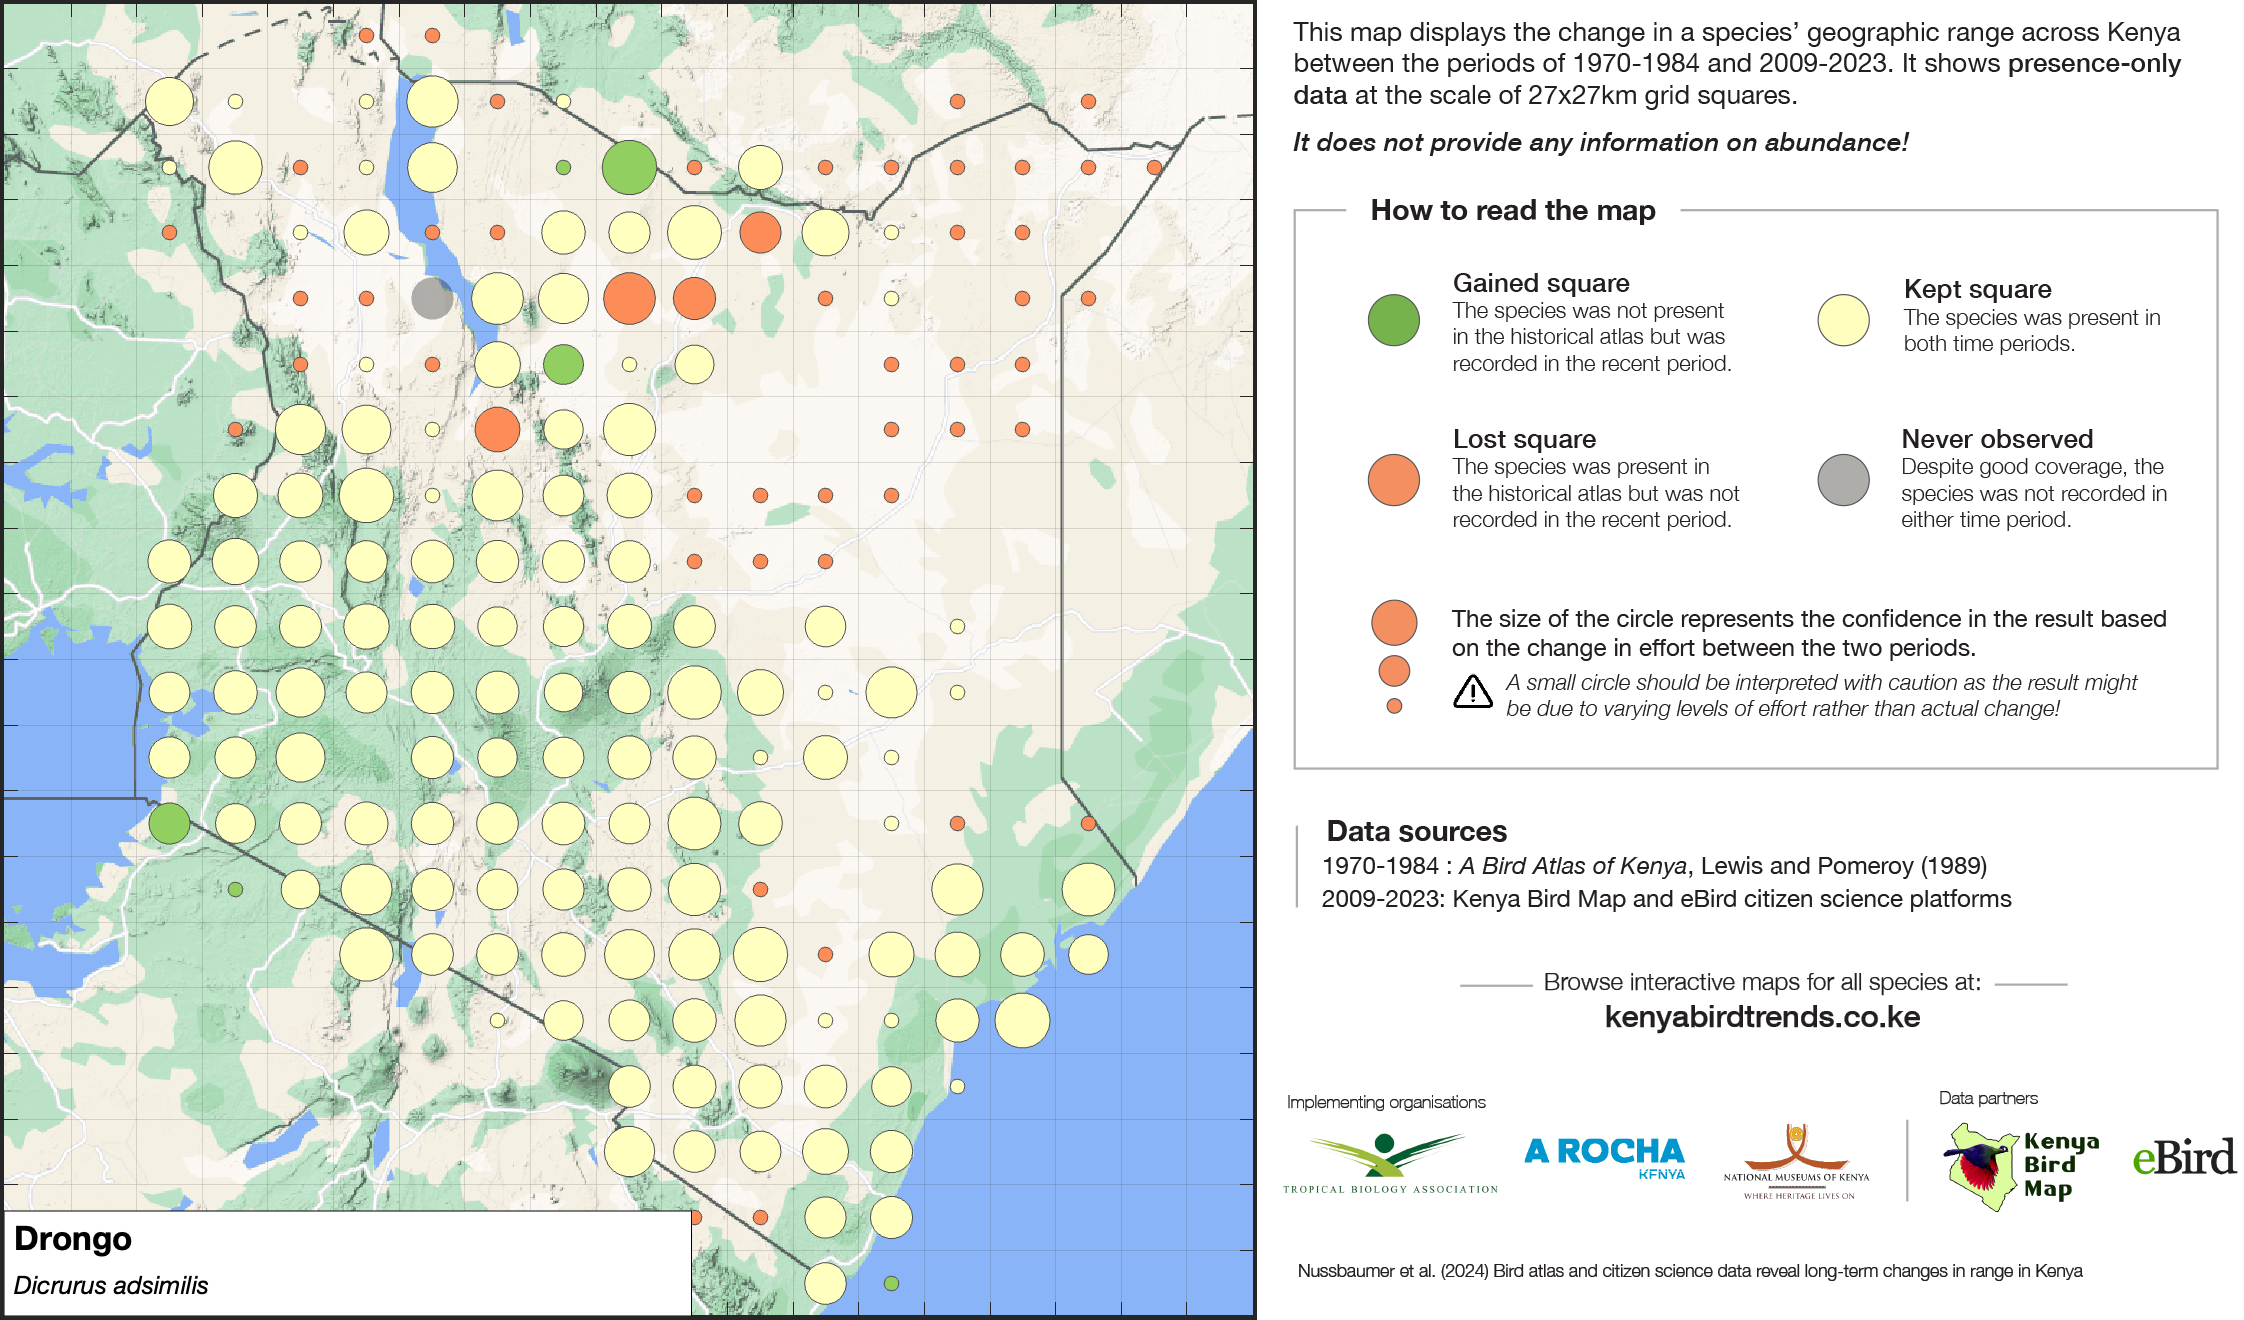 This map displays the change in a species’ geographic range across Kenya
between the periods of 1970-1984 and 2009-2023. It shows presence-only
data at the scale of 27x27km grid squares.
It does not provide any information on abundance!
How to read the map
Gained square
The species was not present
in the historical atlas but was
recorded in the recent period.
Kept square
The species was present in
both time periods.
Lost square
The species was present in
the historical atlas but was not
recorded in the recent period.
Never observed
Despite good coverage, the
species was not recorded in
either time period.
The size of the circle represents the confidence in the result based
on the change in effort between the two periods.
A small circle should be interpreted with caution as the result might
be due to varying levels of effort rather than actual change!
Data sources
1970-1984 : A Bird Atlas of Kenya, Lewis and Pomeroy (1989)
2009-2023: Kenya Bird Map and eBird citizen science platforms
Browse interactive maps for all species at:
kenyabirdtrends.co.ke
Implementing organisations
Data partners
TROPICAL BIOLOGY ASSOCIATION
A ROCHA
KENYA
NATIONAL MUSEUMS OF KENYA
WHERE HERITAGE LIVES ON
Kenya
Bird
Map
eBird
Nussbaumer et al. (2024) Bird atlas and citizen science data reveal long-term changes in range in Kenya
Drongo
Dicrurus adsimilis